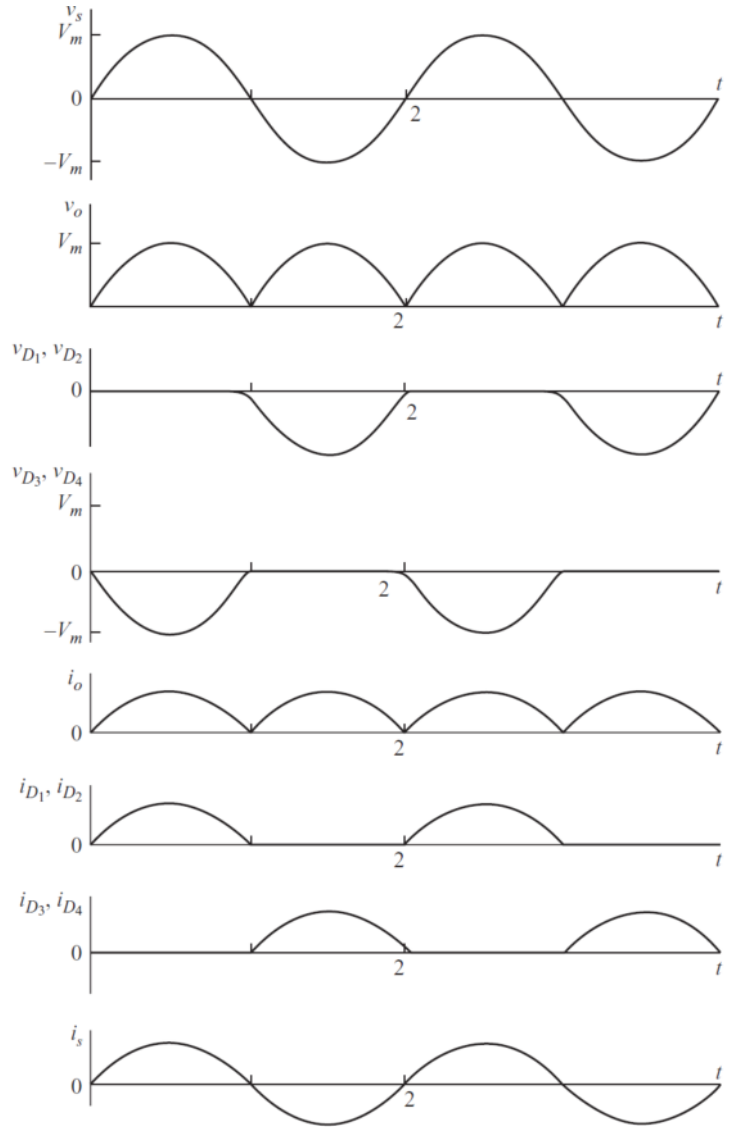 v_s
V_m
t
0
2
−V_m
v_o
V_m
2
t
v_D1, v_D2
t
0
2
v_D3, v_D4
V_m
0
2
t
−V_m
i_o
0
2
t
i_D1, i_D2
0
2
t
i_D3, i_D4
0
2
t
i_s
t
0
2